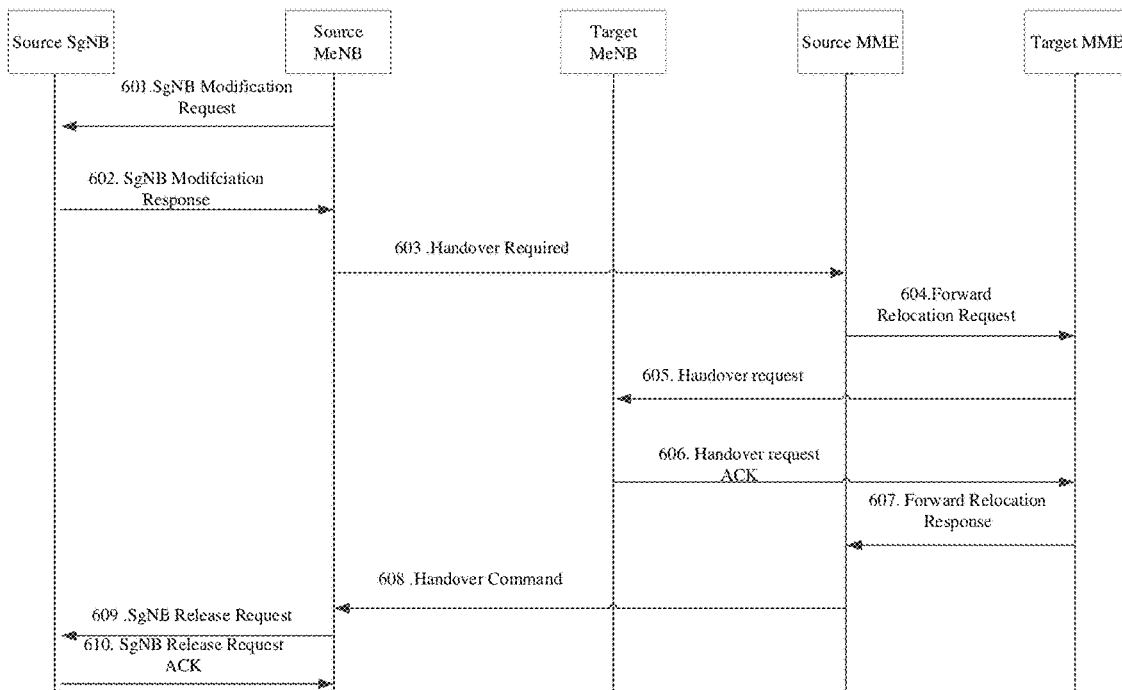 Source SgNB
Source
MeNB
Target
MeNB
Source MME
Target MME
601.SgNB Modification
Request
602. SgNB Modifciation
Response
603 .Handover Required
604.Forward
Relocation Request
605. Handover request
606. Handover request
ACK
607. Forward Relocation
Response
608 .Handover Command
609 .SgNB Release Request
610. SgNB Release Request
ACK